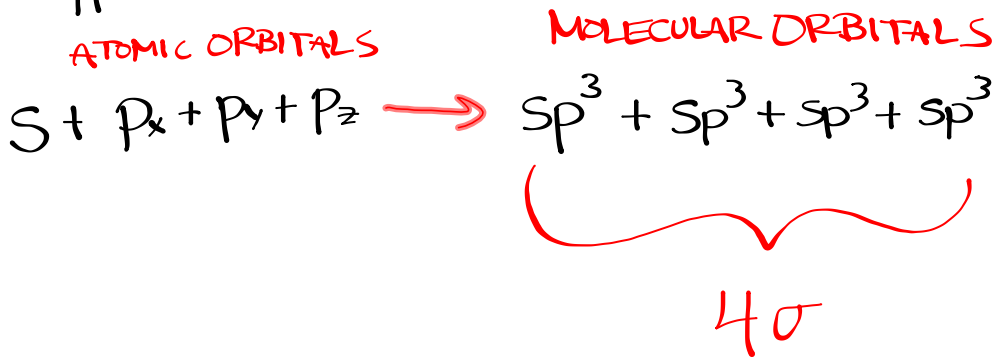 ATOMIC ORBITALS
MOLECULAR ORBITALS
S + Px + Py + Pz → sp³ + sp³ + sp³ + sp³
4σ